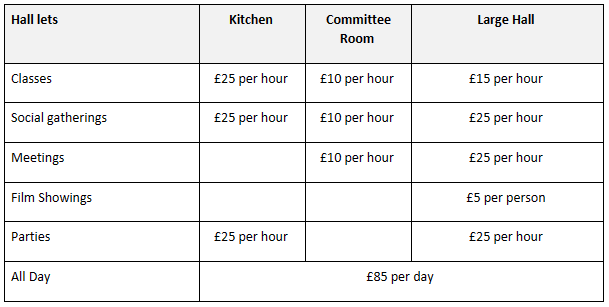 Hall lets Kitchen Committee Room Large Hall
Classes £25 per hour £10 per hour £15 per hour
Social gatherings £25 per hour £10 per hour £25 per hour
Meetings £10 per hour £25 per hour
Film Showings £5 per person
Parties £25 per hour £25 per hour
All Day £85 per day